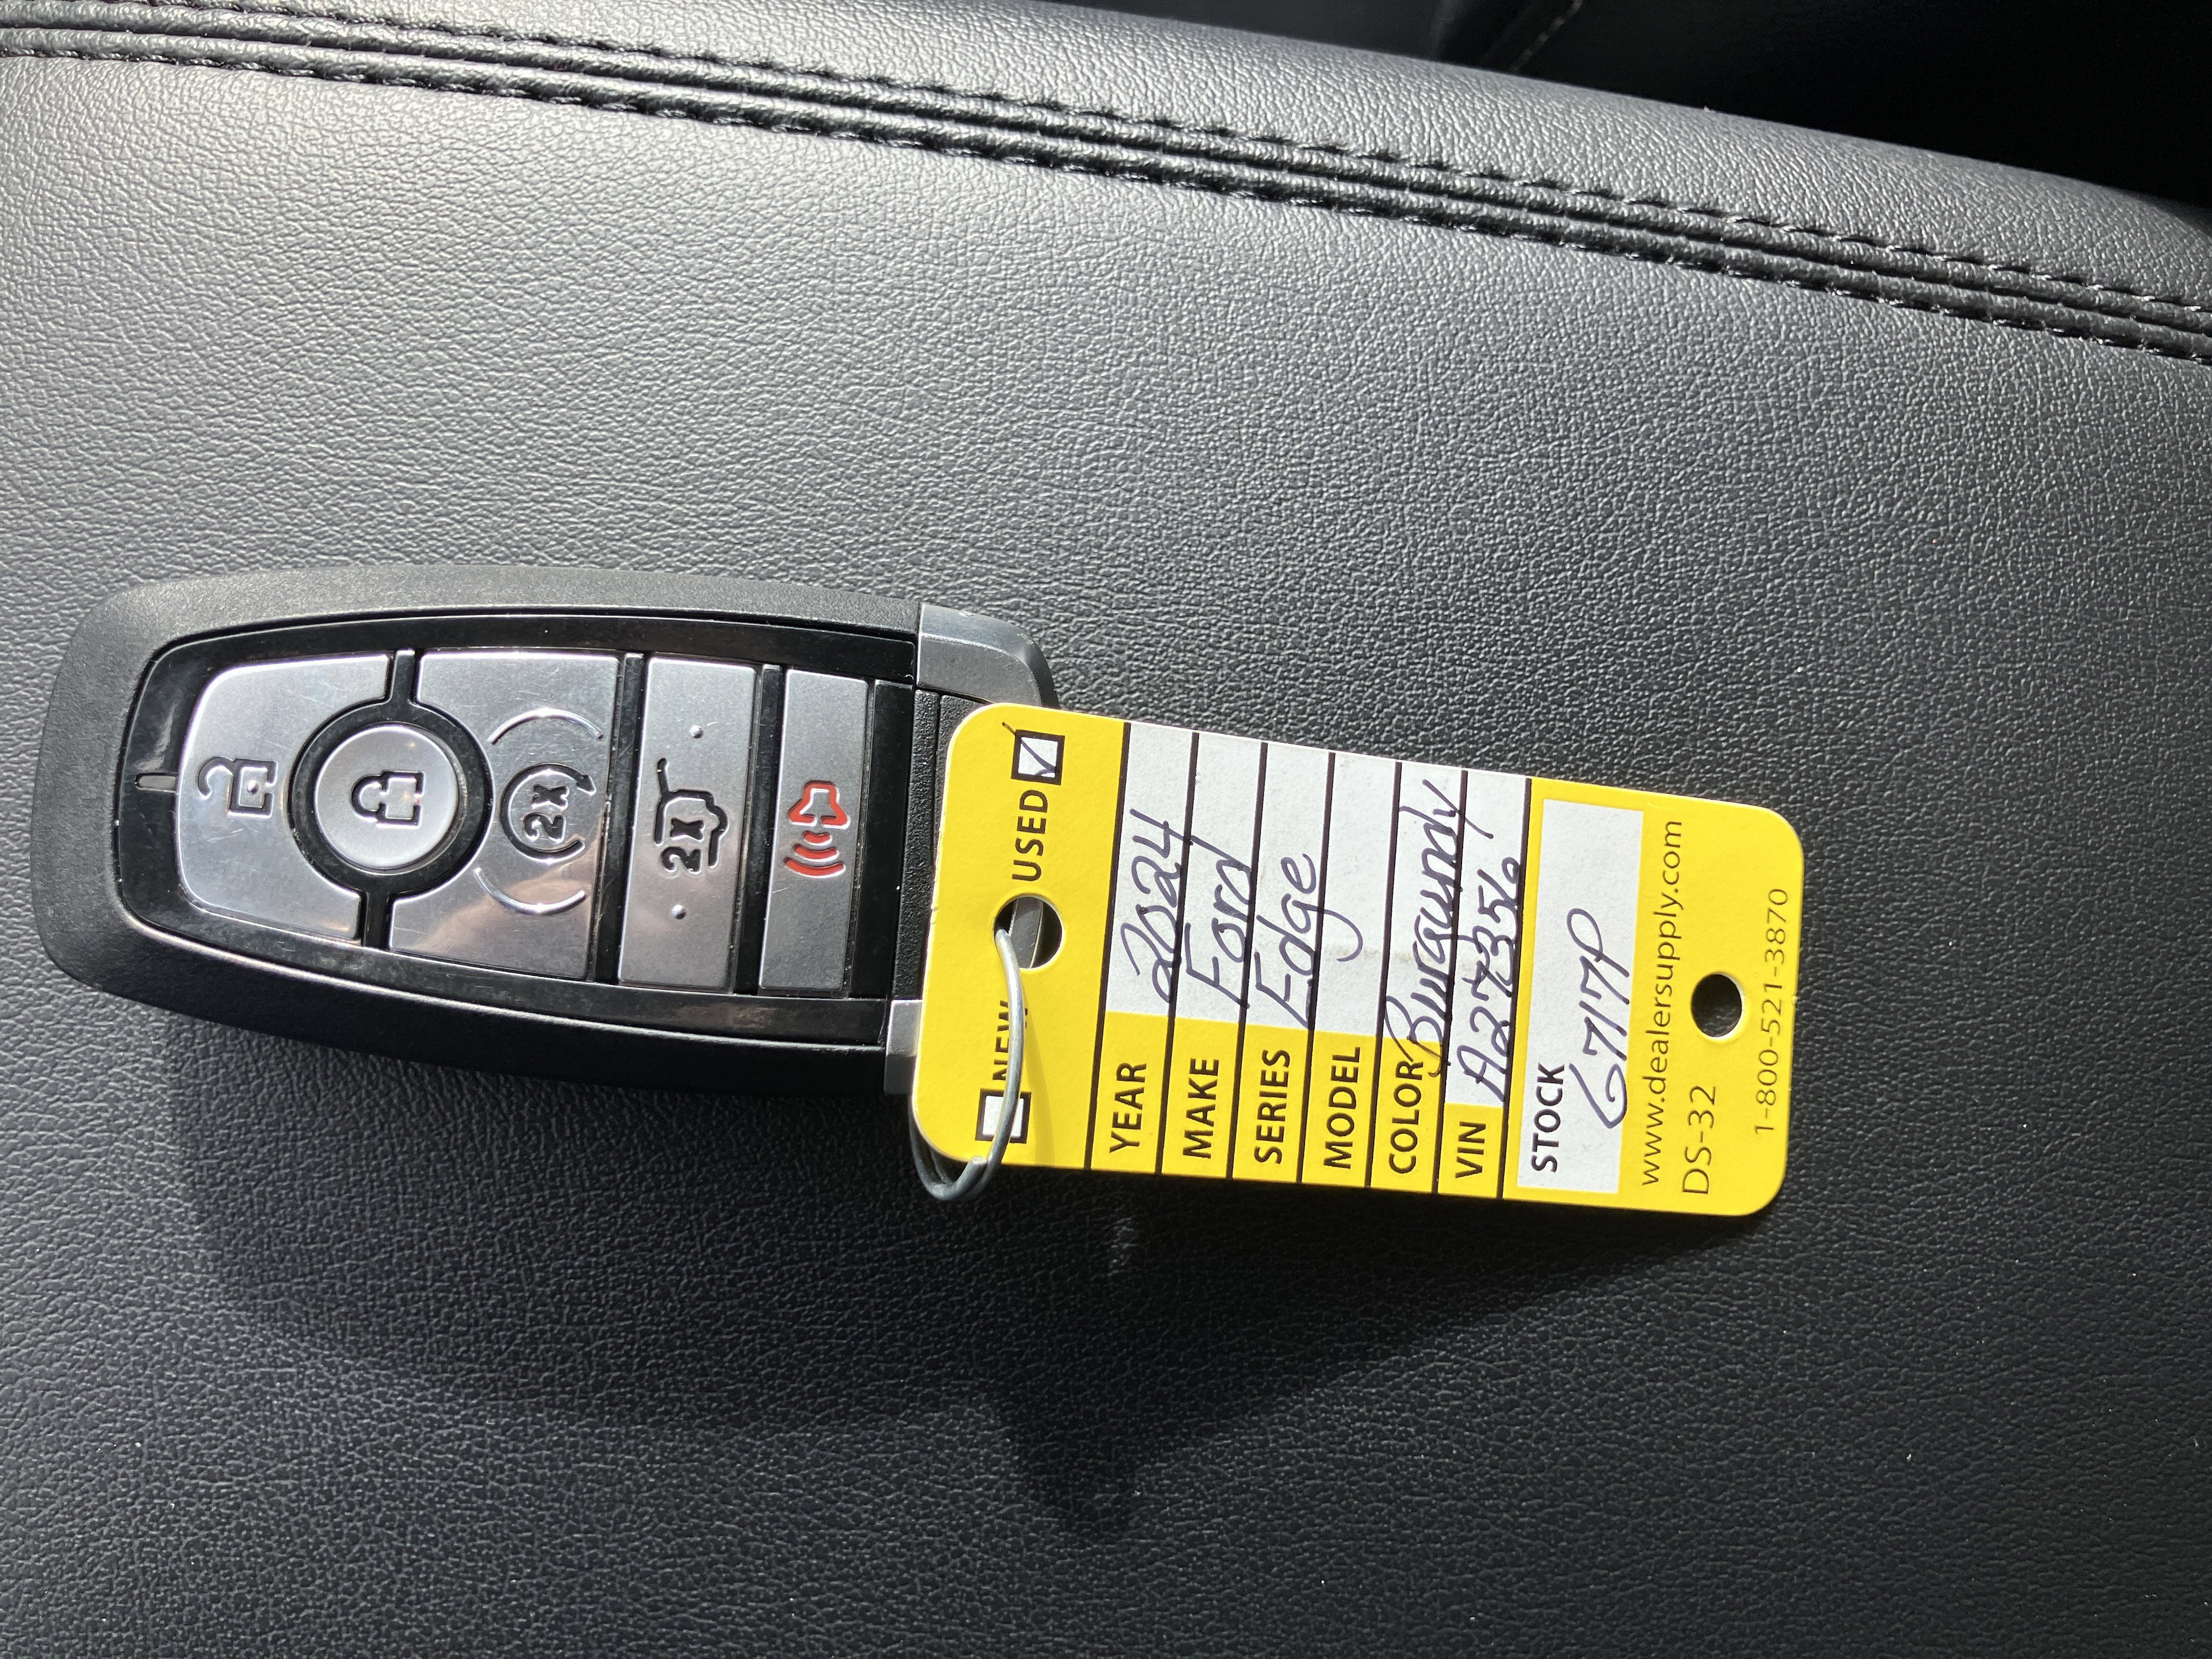 2x
2x
NEW USED
YEAR 2024
MAKE Ford
SERIES Edge
MODEL
COLOR Burgundy
VIN A27356
STOCK
6717P
www.dealersupply.com
DS-32
1-800-521-3870